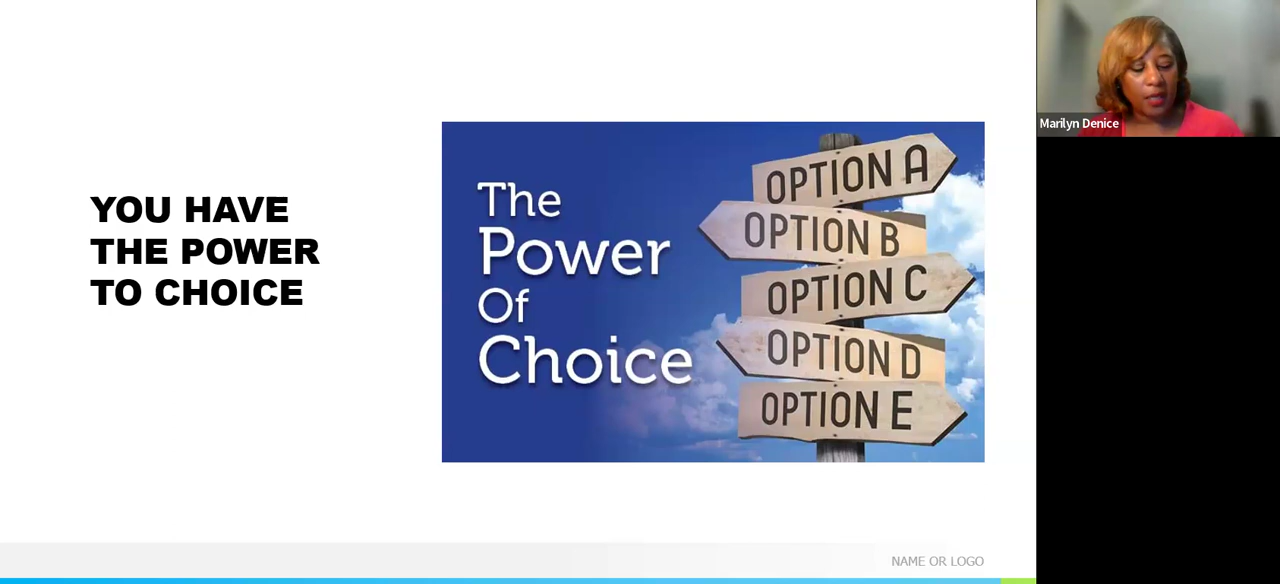 YOU HAVE
THE POWER
TO CHOICE
The
Power
Of
Choice
OPTION A
OPTION B
OPTION C
OPTION D
OPTION E
NAME OR LOGO
Marilyn Denice